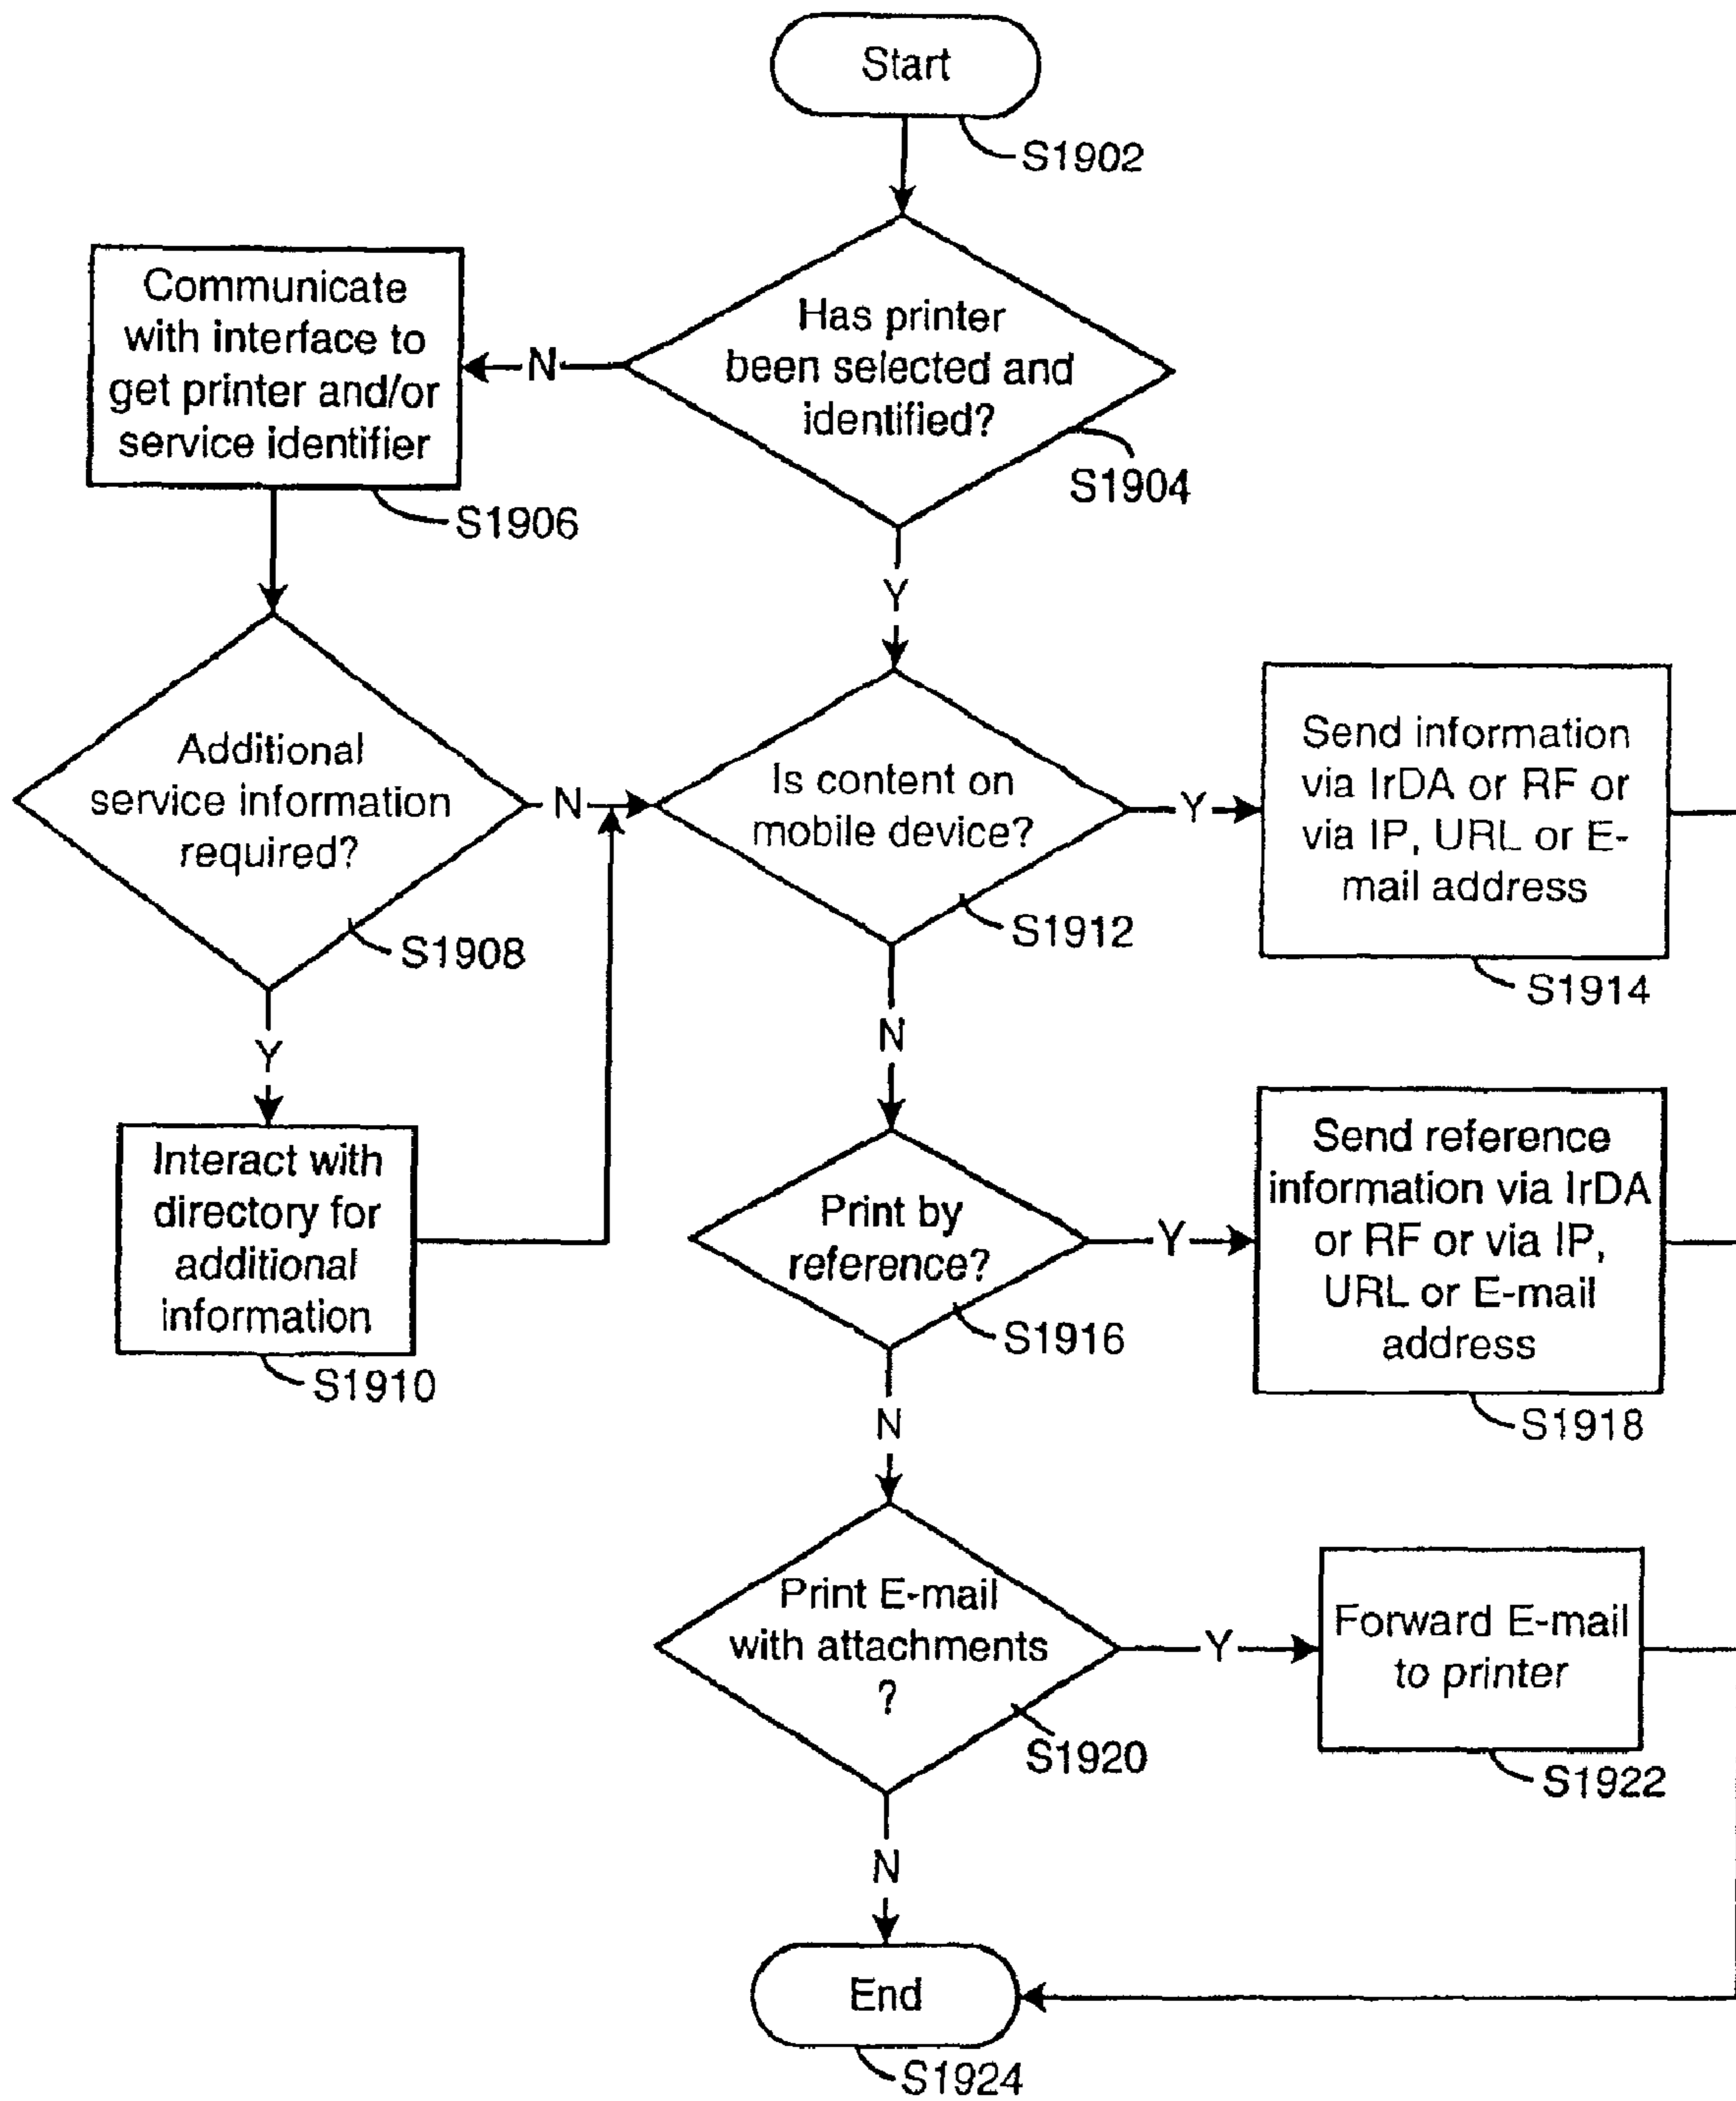 Start
S1902
Has printer
been selected and
identified?
S1904
N
Communicate
with interface to
get printer and/or
service identifier
S1906
Y
Additional
service information
required?
S1908
N
Y
Interact with
directory for
additional
information
S1910
Is content on
mobile device?
S1912
Y
Send information
via IrDA or RF or
via IP, URL or E-
mail address
S1914
N
Print by
reference?
S1916
Y
Send reference
information via IrDA
or RF or via IP,
URL or E-mail
address
S1918
N
Print E-mail
with attachments
?
S1920
Y
Forward E-mail
to printer
S1922
N
End
S1924